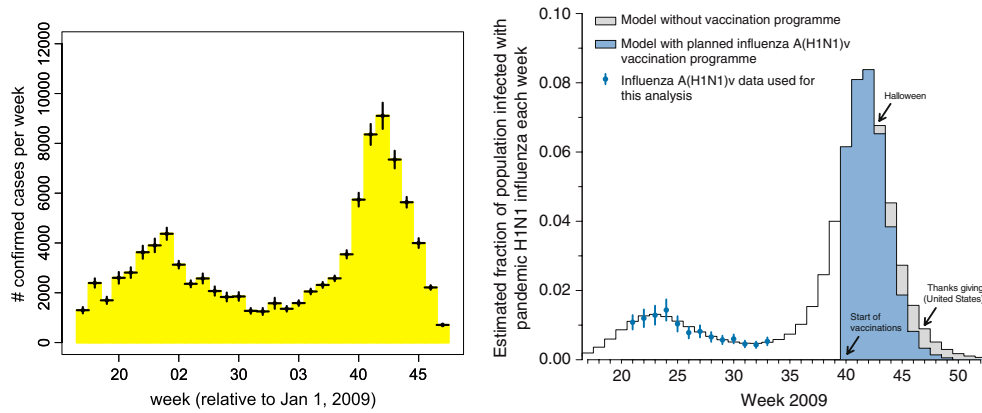 # confirmed cases per week
12000
10000
8000
6000
4000
2000
0
20
02
30
03
40
45
week (relative to Jan 1, 2009)
Estimated fraction of population infected with
pandemic H1N1 influenza each week
0.10
0.08
0.06
0.04
0.02
0.00
Model without vaccination programme
Model with planned influenza A(H1N1)v
vaccination programme
Influenza A(H1N1)v data used for
this analysis
Halloween
Thanks giving
(United States)
Start of
vaccinations
20
25
30
35
40
45
50
Week 2009